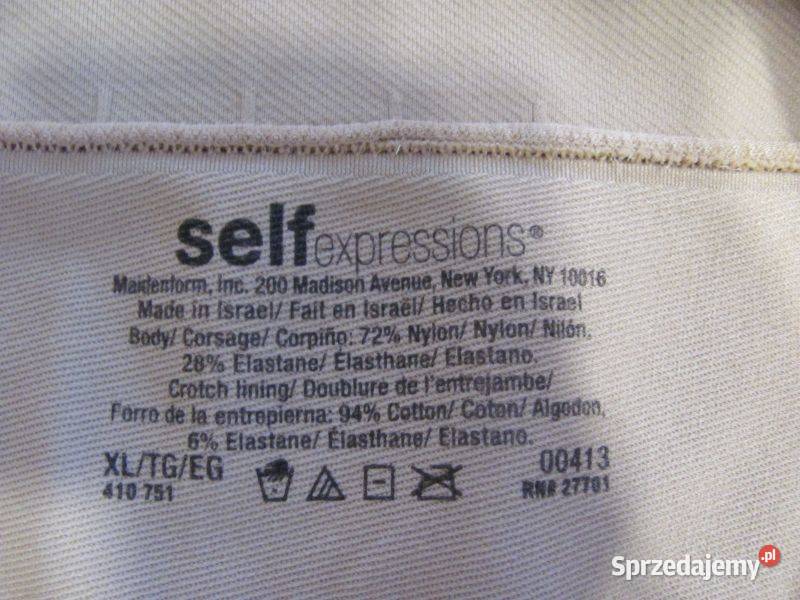 selfexpressions®
Maidenform, Inc. 200 Madison Avenue, New York, NY 10016
Made in Israel/ Fait en Israël/ Hecho en Israel
Body/ Corsage/ Corpiño: 72% Nylon/ Nylon/ Nilón,
28% Elastane/ Élasthane/ Elastano.
Crotch lining/ Doublure de l'entrejambe/
Forro de la entropierna: 94% Cotton/ Coton/ Algodon,
6% Elastane/ Élasthane/ Elastano.
XL/TG/EG 00413
410 751 RN# 27701
Sprzedajemy.pl